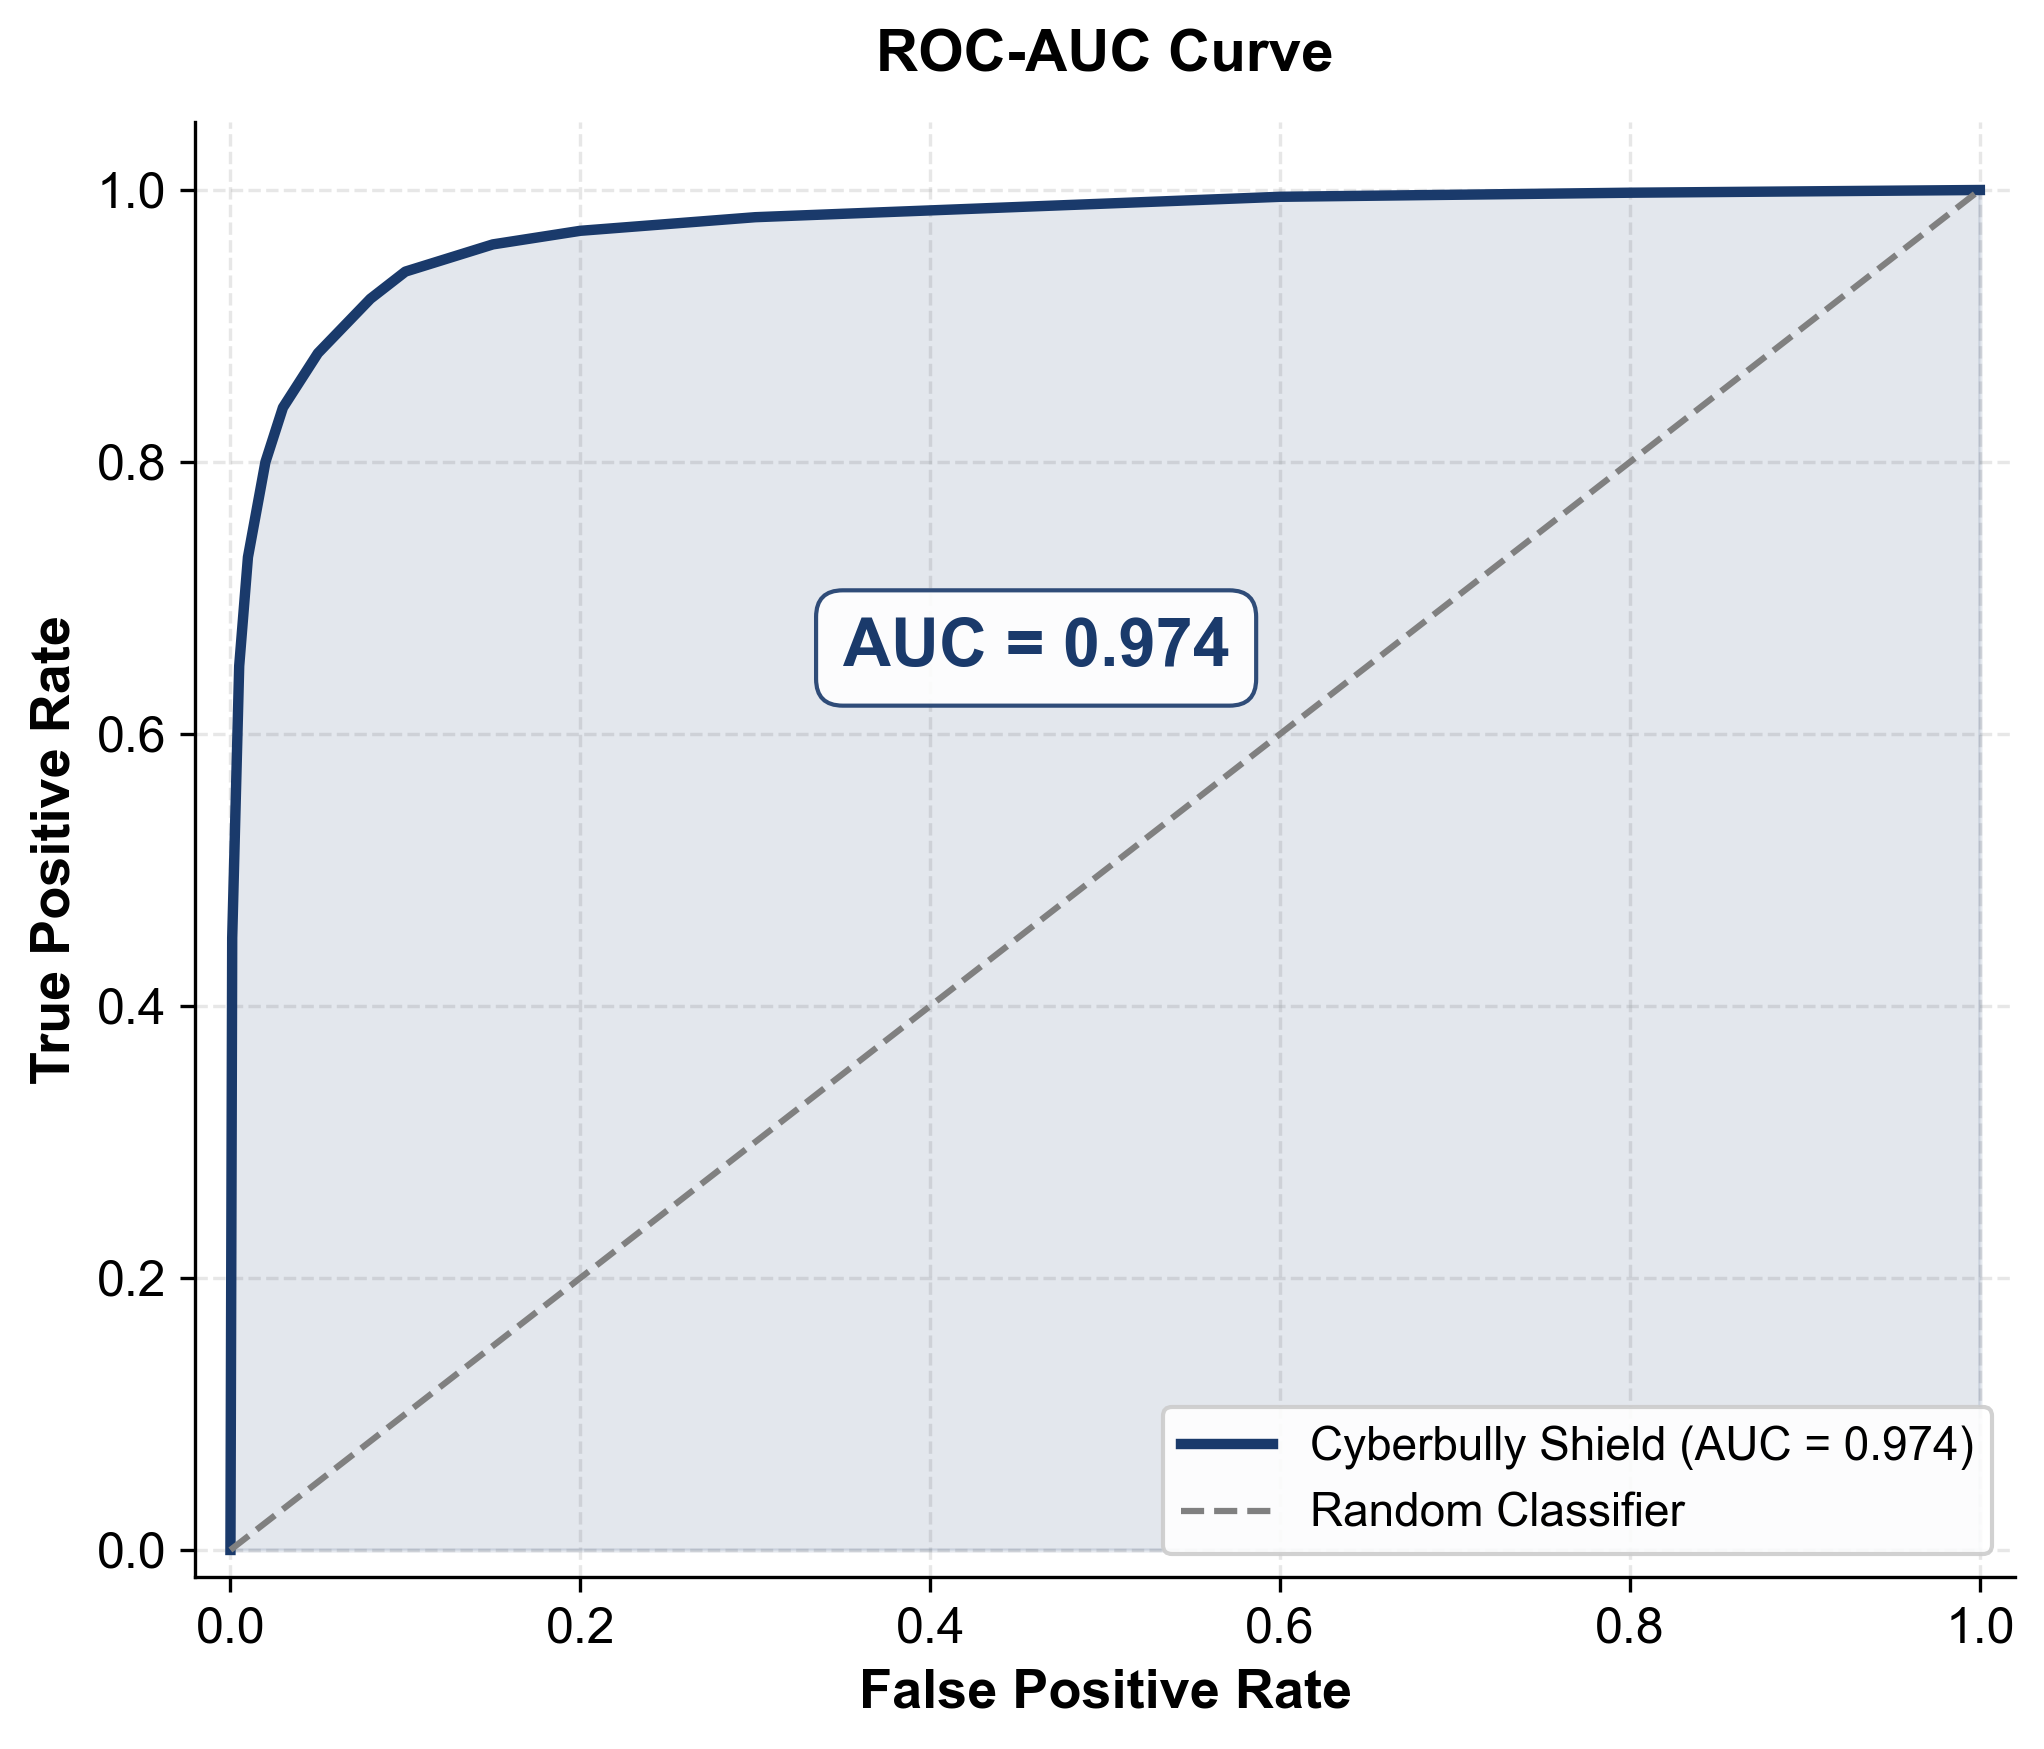 ROC-AUC Curve
True Positive Rate
1.0
0.8
0.6
0.4
0.2
0.0
AUC = 0.974
Cyberbully Shield (AUC = 0.974)
Random Classifier
0.0 0.2 0.4 0.6 0.8 1.0
False Positive Rate